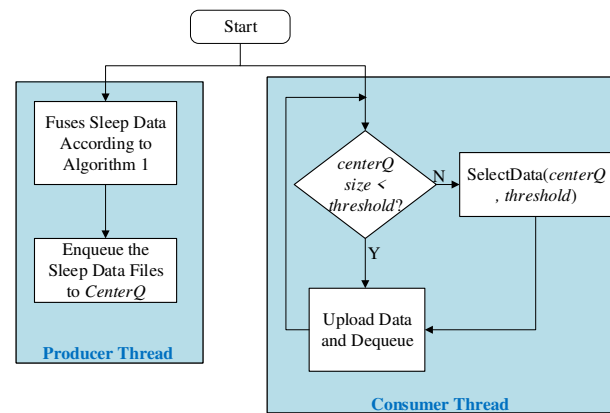 Start
Fuses Sleep Data
According to
Algorithm 1
Enqueue the
Sleep Data Files
to CenterQ
Producer Thread
centerQ
size <
threshold?
N
SelectData(centerQ
, threshold)
Y
Upload Data
and Dequeue
Consumer Thread